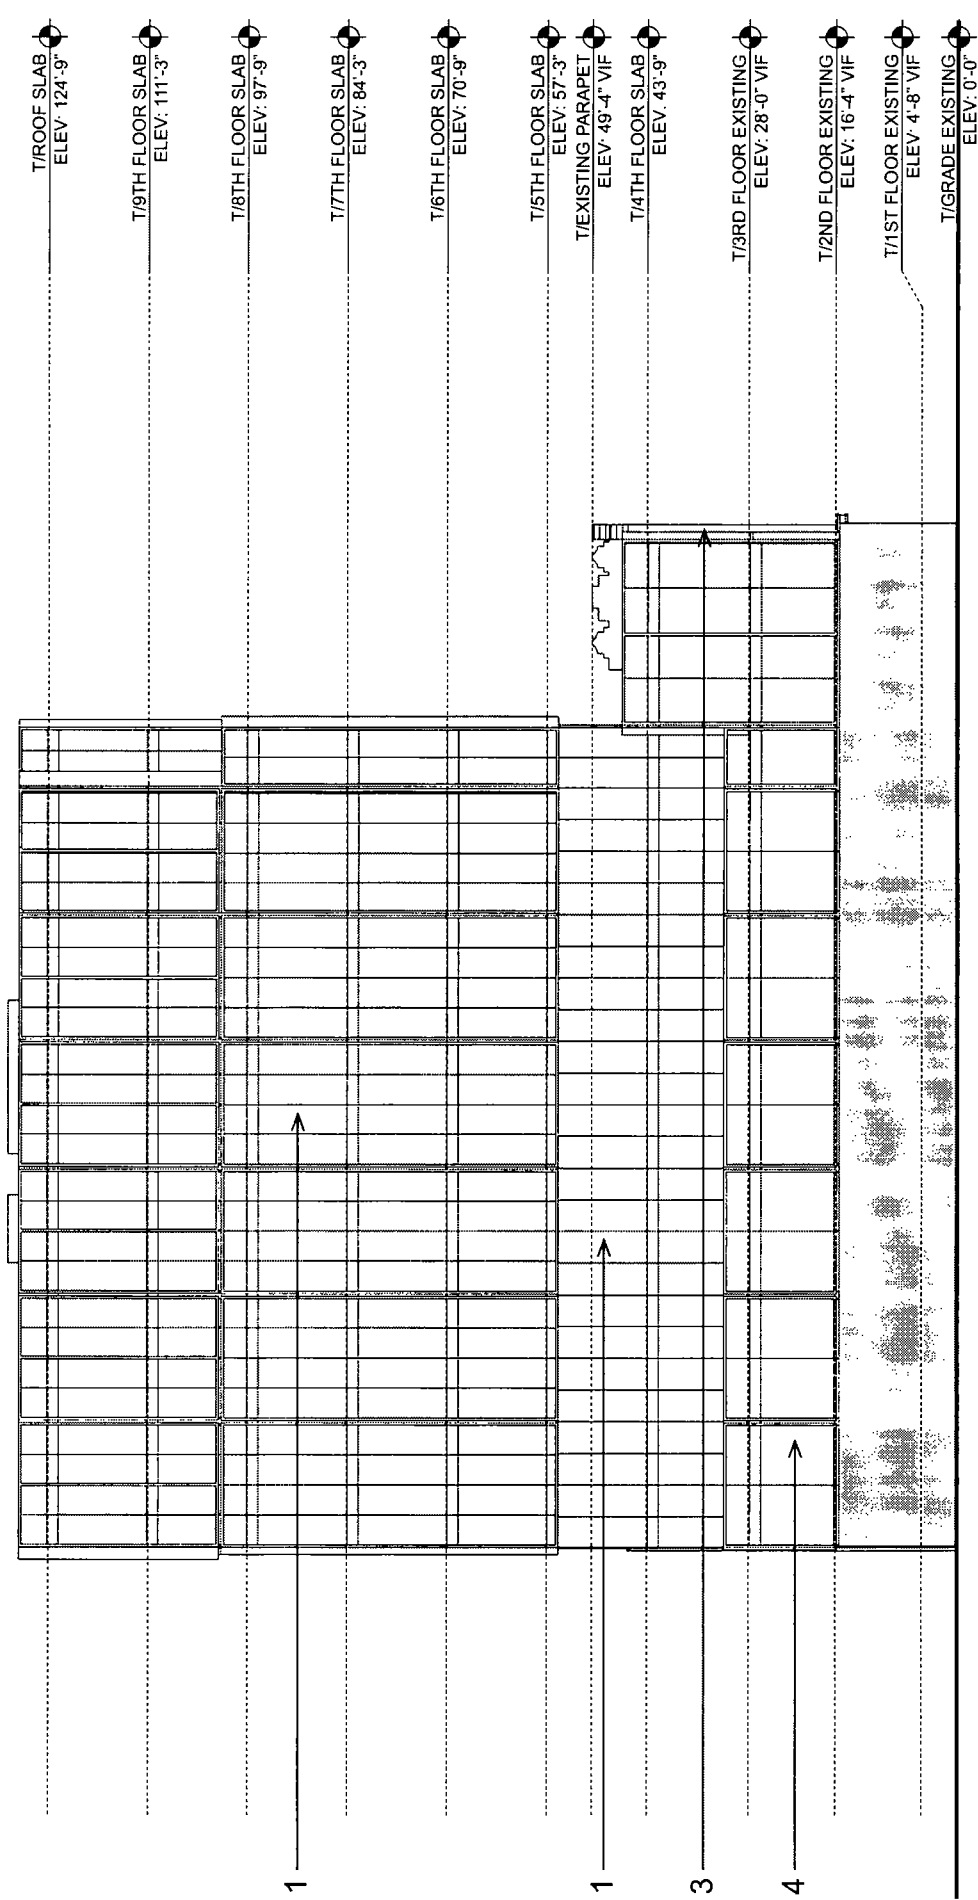 T/ROOF SLAB
ELEV: 124'-9"
T/9TH FLOOR SLAB
ELEV: 111'-3"
T/8TH FLOOR SLAB
ELEV: 97'-9"
T/7TH FLOOR SLAB
ELEV: 84'-3"
T/6TH FLOOR SLAB
ELEV: 70'-9"
T/5TH FLOOR SLAB
ELEV: 57'-3"
T/EXISTING PARAPET
ELEV: 49'-4" VIF
T/4TH FLOOR SLAB
ELEV: 43'-9"
T/3RD FLOOR EXISTING
ELEV: 28'-0" VIF
T/2ND FLOOR EXISTING
ELEV: 16'-4" VIF
T/1ST FLOOR EXISTING
ELEV: 4'-8" VIF
T/GRADE EXISTING
ELEV: 0'-0"
1
1
3
4